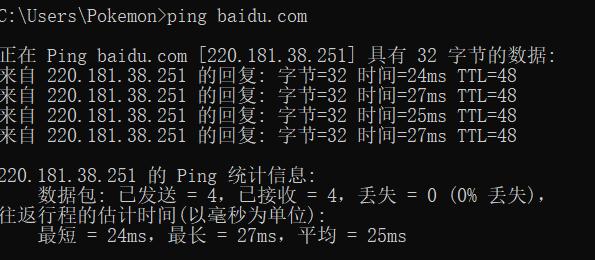 C:\Users\Pokemon>ping baidu.com
正在 Ping baidu.com [220.181.38.251] 具有 32 字节的数据:
来自 220.181.38.251 的回复: 字节=32 时间=24ms TTL=48
来自 220.181.38.251 的回复: 字节=32 时间=27ms TTL=48
来自 220.181.38.251 的回复: 字节=32 时间=25ms TTL=48
来自 220.181.38.251 的回复: 字节=32 时间=27ms TTL=48
220.181.38.251 的 Ping 统计信息:
数据包: 已发送 = 4，已接收 = 4，丢失 = 0 (0% 丢失)，
往返行程的估计时间(以毫秒为单位):
最短 = 24ms，最长 = 27ms，平均 = 25ms